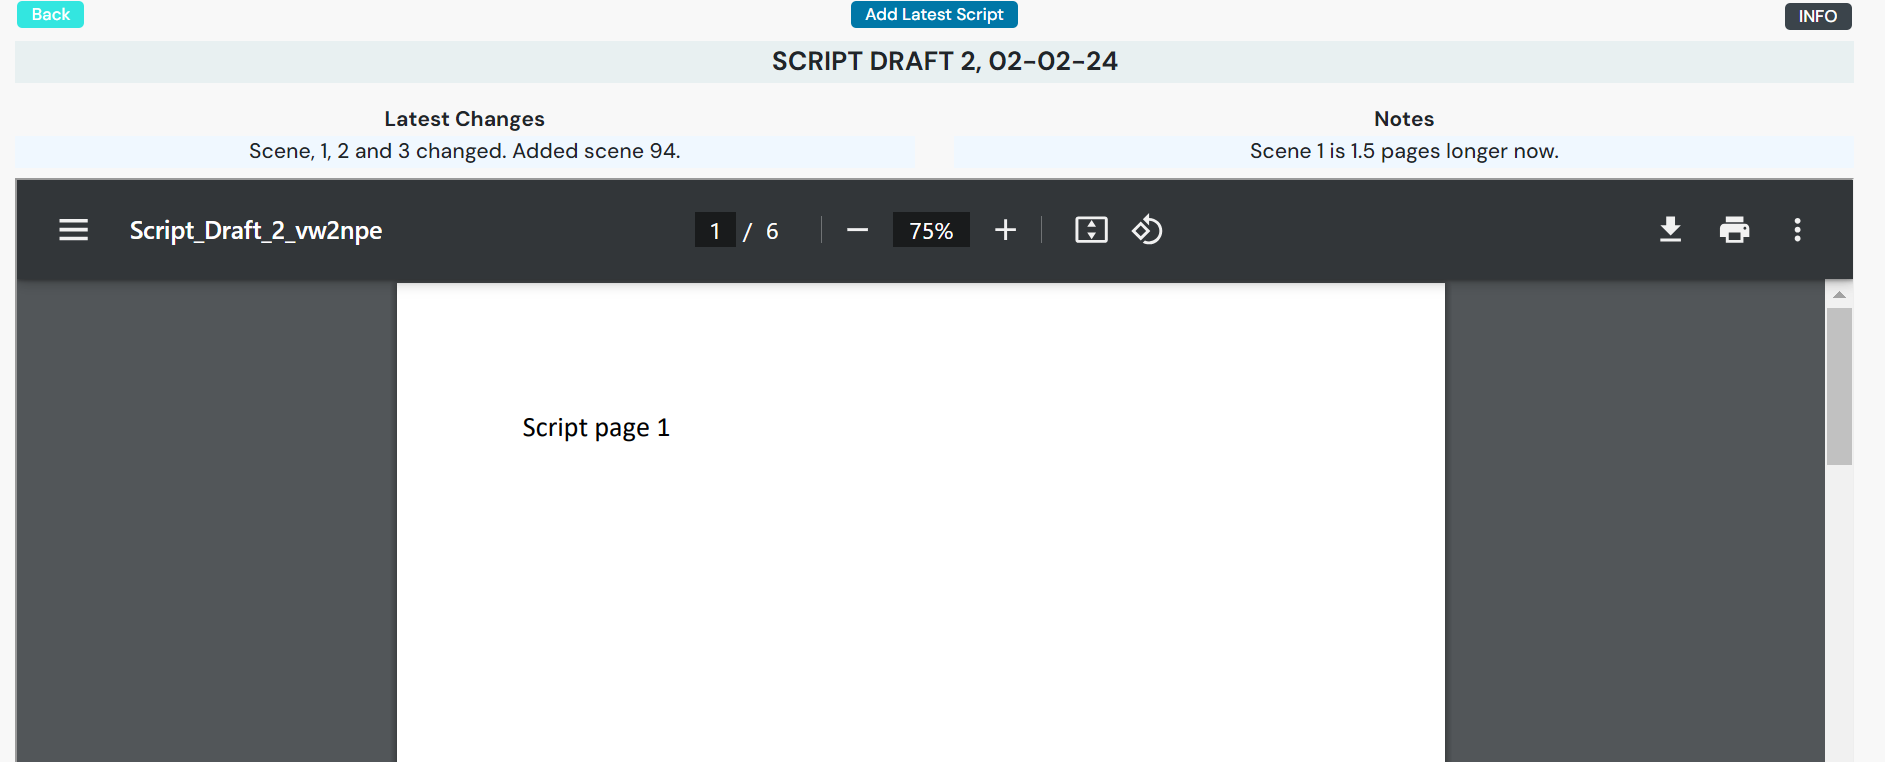 Back
Add Latest Script
INFO
SCRIPT DRAFT 2, 02-02-24
Latest Changes
Scene, 1, 2 and 3 changed. Added scene 94.
Notes
Scene 1 is 1.5 pages longer now.
Script_Draft_2_vw2npe
1 / 6
75%
Script page 1